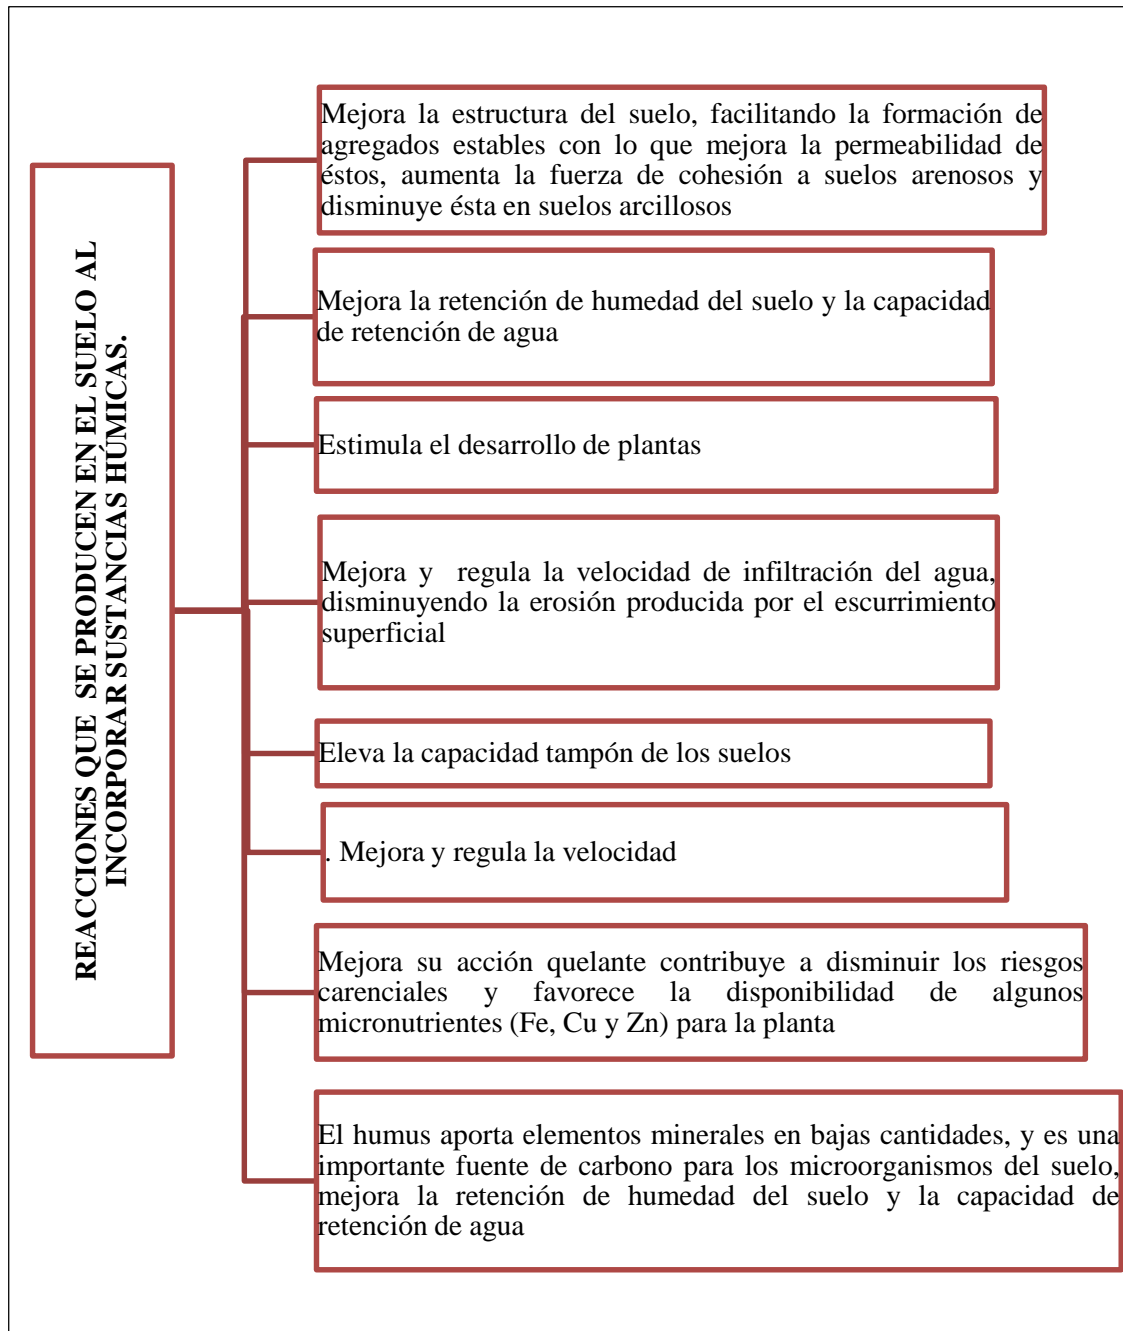 REACCIONES QUE SE PRODUCEN EN EL SUELO AL
INCORPORAR SUSTANCIAS HÚMICAS.
Mejora la estructura del suelo, facilitando la formación de
agregados estables con lo que mejora la permeabilidad de
éstos, aumenta la fuerza de cohesión a suelos arenosos y
disminuye ésta en suelos arcillosos
Mejora la retención de humedad del suelo y la capacidad
de retención de agua
Estimula el desarrollo de plantas
Mejora y regula la velocidad de infiltración del agua,
disminuyendo la erosión producida por el escurrimiento
superficial
Eleva la capacidad tampón de los suelos
. Mejora y regula la velocidad
Mejora su acción quelante contribuye a disminuir los riesgos
carenciales y favorece la disponibilidad de algunos
micronutrientes (Fe, Cu y Zn) para la planta
El humus aporta elementos minerales en bajas cantidades, y es una
importante fuente de carbono para los microorganismos del suelo,
mejora la retención de humedad del suelo y la capacidad de
retención de agua